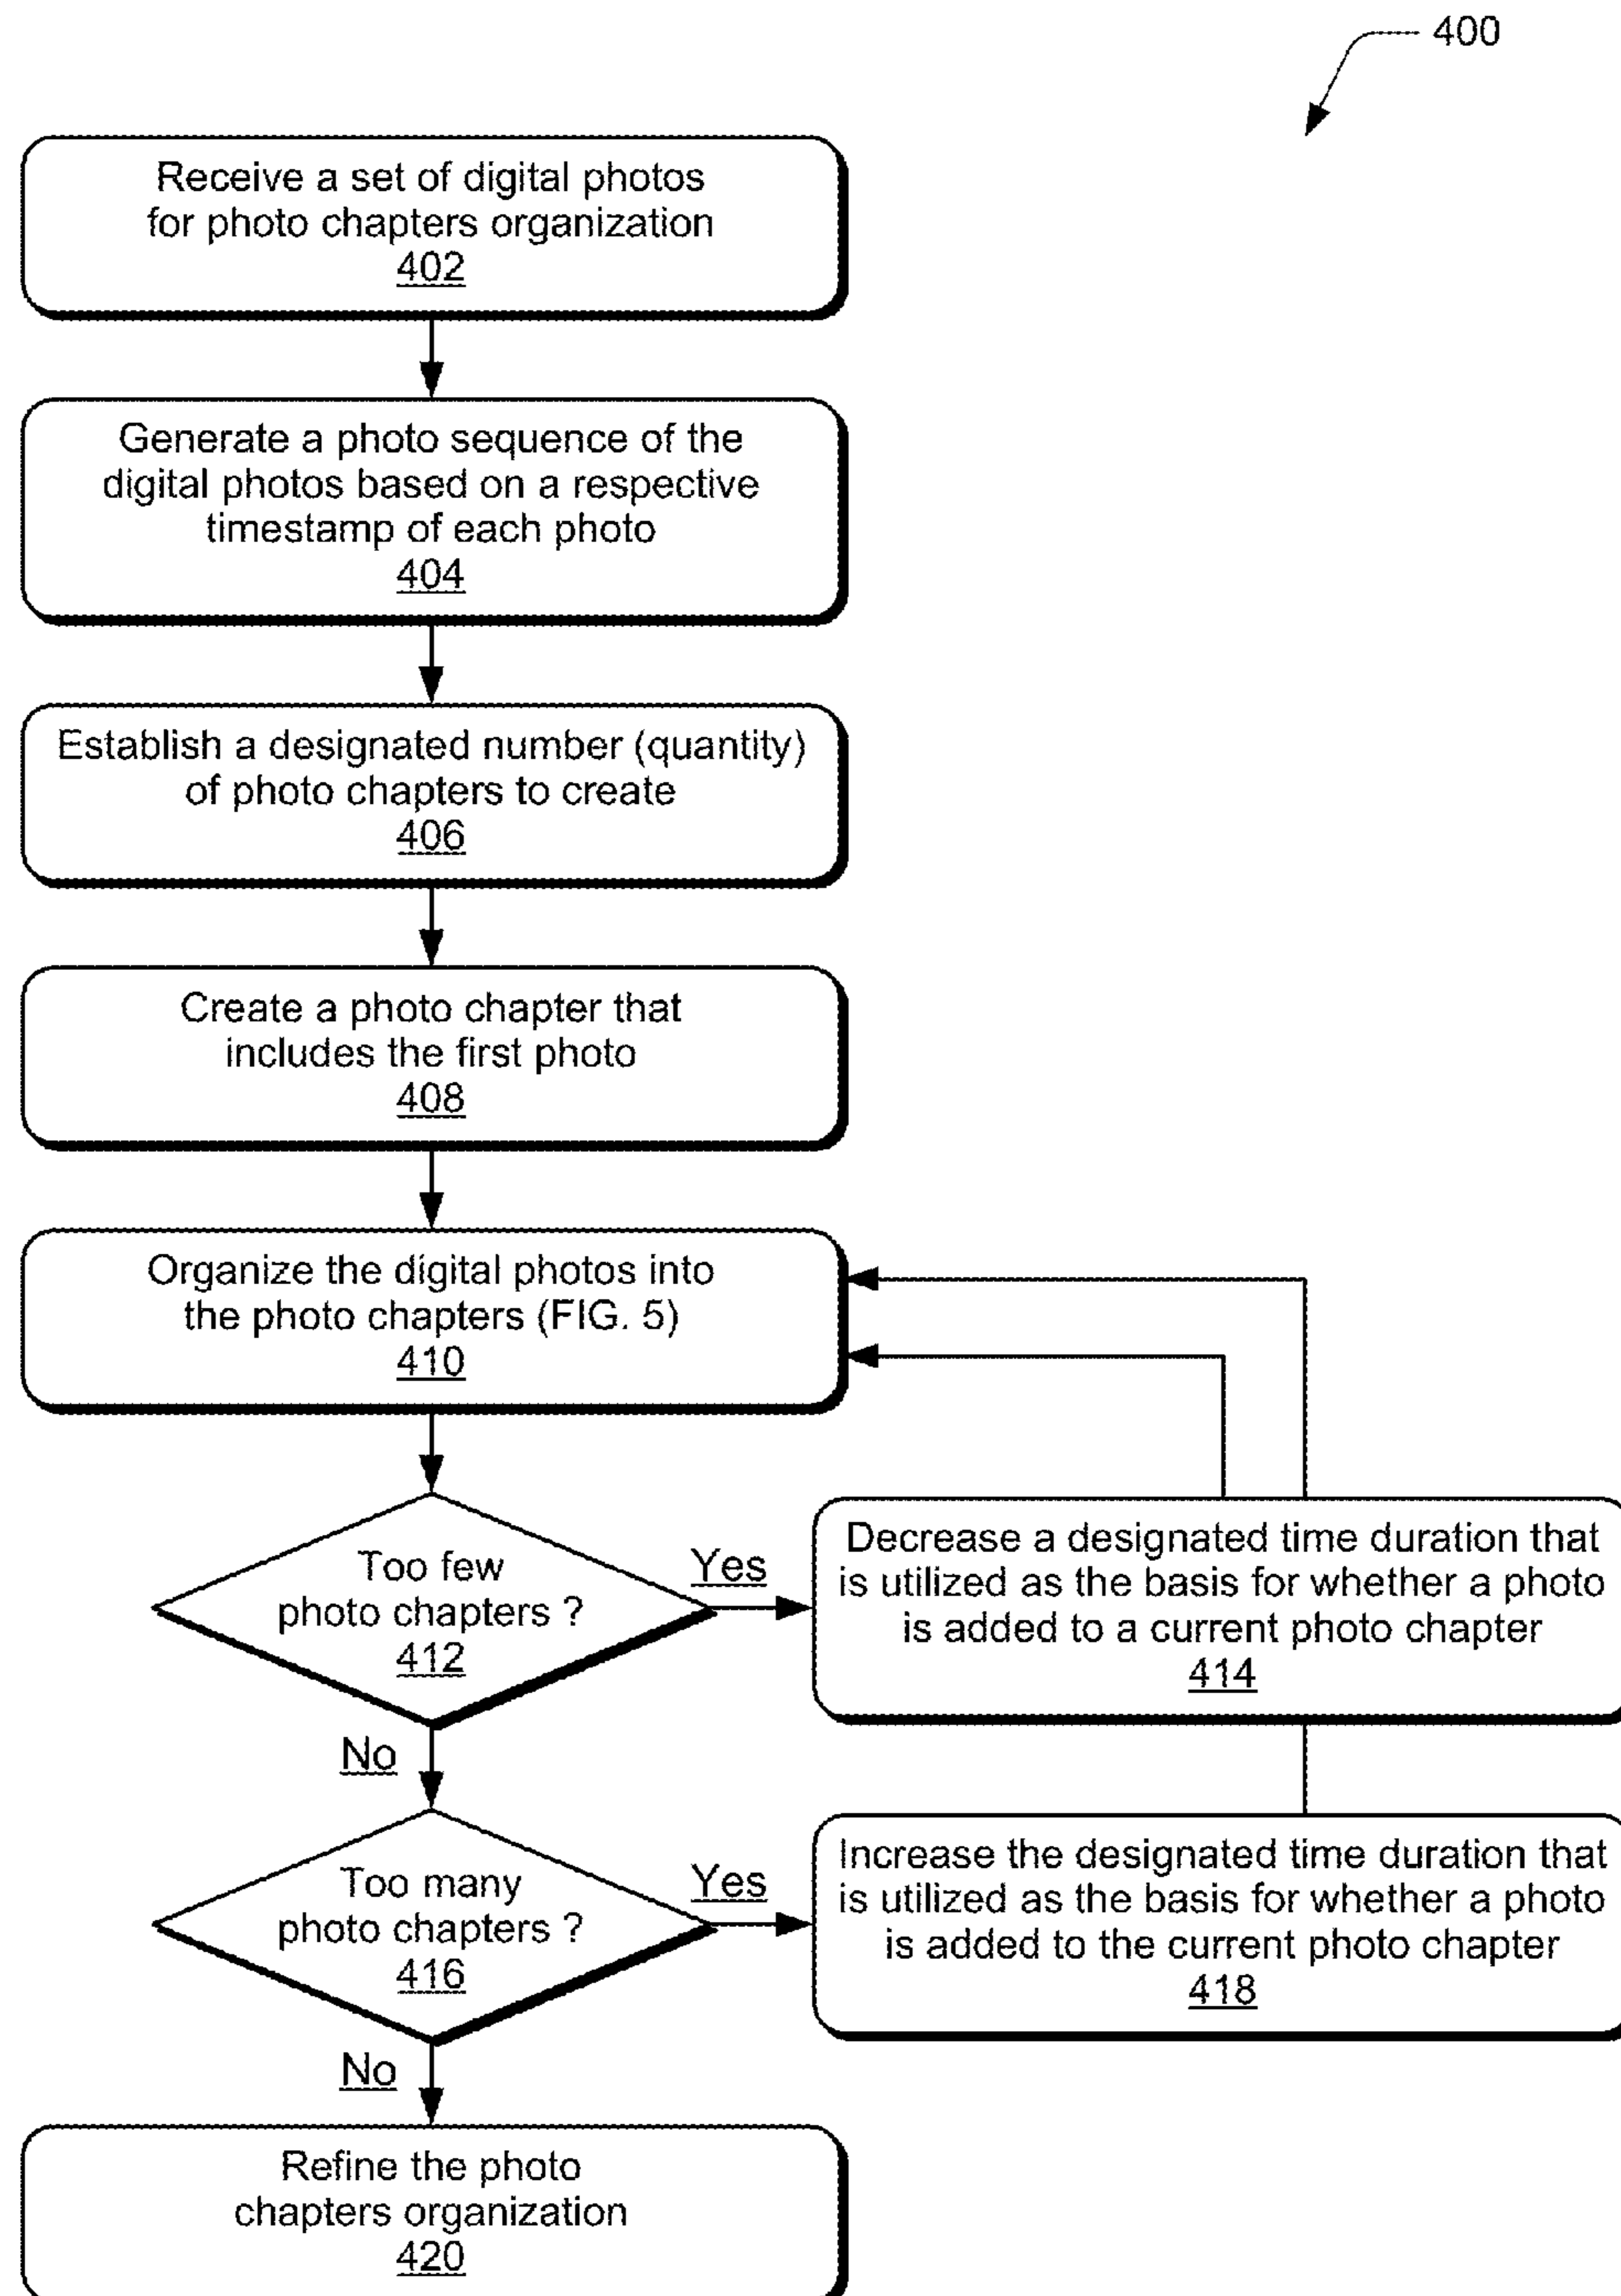 400
Receive a set of digital photos
for photo chapters organization
402
Generate a photo sequence of the
digital photos based on a respective
timestamp of each photo
404
Establish a designated number (quantity)
of photo chapters to create
406
Create a photo chapter that
includes the first photo
408
Organize the digital photos into
the photo chapters (FIG. 5)
410
Too few
photo chapters ?
412
Yes
Decrease a designated time duration that
is utilized as the basis for whether a photo
is added to a current photo chapter
414
No
Too many
photo chapters ?
416
Yes
Increase the designated time duration that
is utilized as the basis for whether a photo
is added to the current photo chapter
418
No
Refine the photo
chapters organization
420